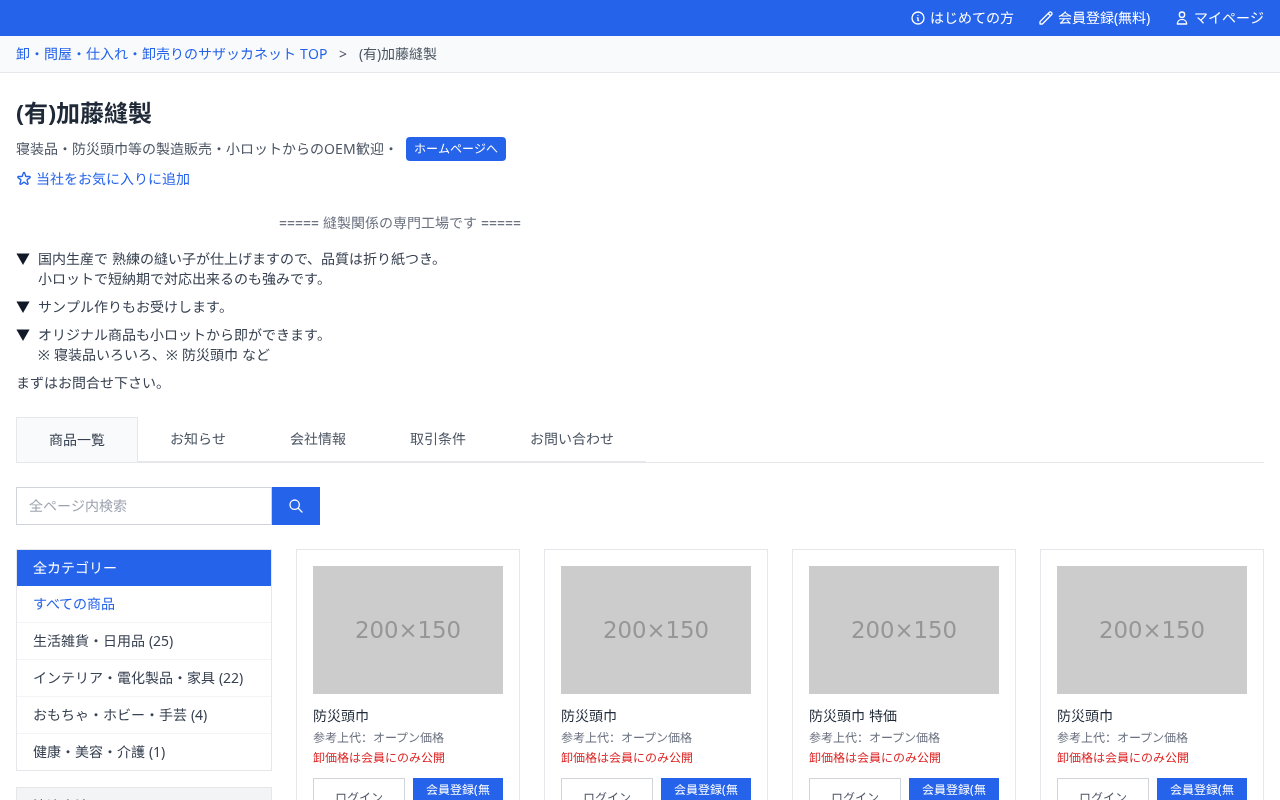 はじめての方 会員登録(無料) マイページ
卸・問屋・仕入れ・卸売りのサザッカネット TOP > (有)加藤縫製
(有)加藤縫製
寝装品・防災頭巾等の製造販売・小ロットからのOEM歓迎・ ホームページへ
当社をお気に入りに追加
===== 縫製関係の専門工場です =====
▼ 国内生産で 熟練の縫い子が仕上げますので、品質は折り紙つき。
小ロットで短納期で対応出来るのも強みです。
▼ サンプル作りもお受けします。
▼ オリジナル商品も小ロットから即ができます。
※ 寝装品いろいろ、※ 防災頭巾 など
まずはお問合せ下さい。
商品一覧 お知らせ 会社情報 取引条件 お問い合わせ
全ページ内検索
全カテゴリー
すべての商品
生活雑貨・日用品 (25)
インテリア・電化製品・家具 (22)
おもちゃ・ホビー・手芸 (4)
健康・美容・介護 (1)
200×150 200×150 200×150 200×150
防災頭巾 防災頭巾 防災頭巾 特価 防災頭巾
参考上代: オープン価格 参考上代: オープン価格 参考上代: オープン価格 参考上代: オープン価格
卸価格は会員にのみ公開 卸価格は会員にのみ公開 卸価格は会員にのみ公開 卸価格は会員にのみ公開
ログイン 会員登録(無 ログイン 会員登録(無 ログイン 会員登録(無 ログイン 会員登録(無